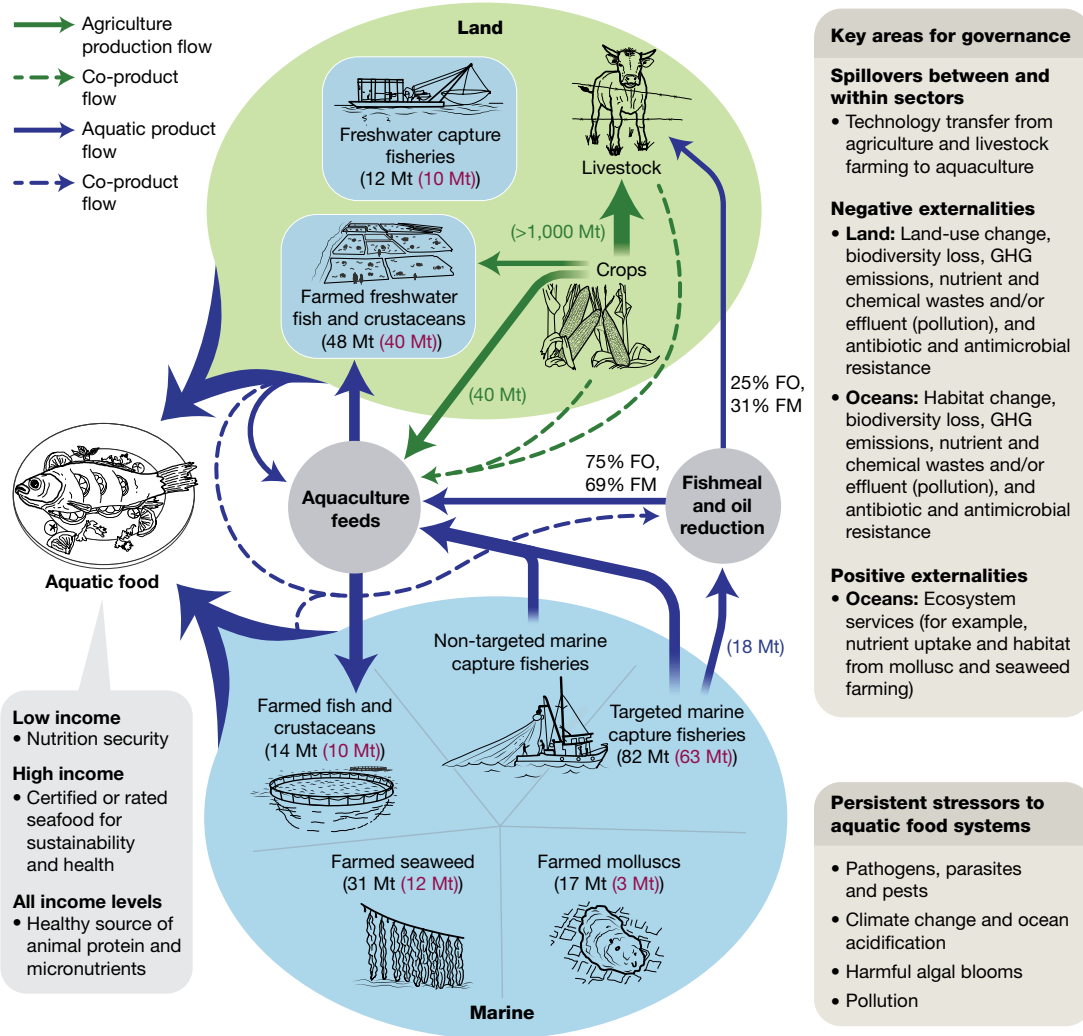 Agriculture
production flow
Co-product
flow
Aquatic product
flow
Co-product
flow
Land
Freshwater capture
fisheries
(12 Mt (10 Mt))
Livestock
(>1,000 Mt)
Crops
Farmed freshwater
fish and crustaceans
(48 Mt (40 Mt))
(40 Mt)
25% FO,
31% FM
75% FO,
69% FM
Aquaculture
feeds
Fishmeal
and oil
reduction
Aquatic food
(18 Mt)
Non-targeted marine
capture fisheries
Farmed fish and
crustaceans
(14 Mt (10 Mt))
Targeted marine
capture fisheries
(82 Mt (63 Mt))
Farmed seaweed
(31 Mt (12 Mt))
Farmed molluscs
(17 Mt (3 Mt))
Marine
Low income
• Nutrition security
High income
• Certified or rated
seafood for
sustainability
and health
All income levels
• Healthy source of
animal protein and
micronutrients
Key areas for governance
Spillovers between and
within sectors
• Technology transfer from
agriculture and livestock
farming to aquaculture
Negative externalities
• Land: Land-use change,
biodiversity loss, GHG
emissions, nutrient and
chemical wastes and/or
effluent (pollution), and
antibiotic and antimicrobial
resistance
• Oceans: Habitat change,
biodiversity loss, GHG
emissions, nutrient and
chemical wastes and/or
effluent (pollution), and
antibiotic and antimicrobial
resistance
Positive externalities
• Oceans: Ecosystem
services (for example,
nutrient uptake and habitat
from mollusc and seaweed
farming)
Persistent stressors to
aquatic food systems
• Pathogens, parasites
and pests
• Climate change and ocean
acidification
• Harmful algal blooms
• Pollution